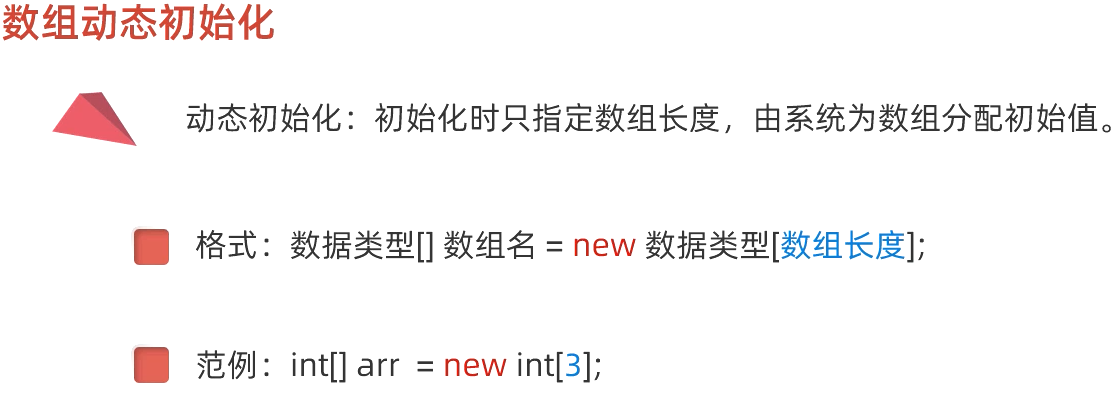 数组动态初始化
动态初始化：初始化时只指定数组长度，由系统为数组分配初始值。
格式：数据类型[] 数组名 = new 数据类型[数组长度];
范例：int[] arr = new int[3];